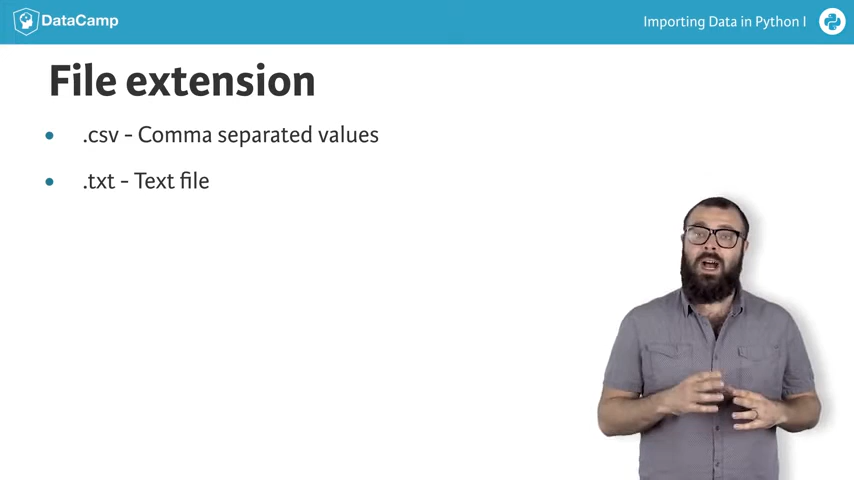 DataCamp
Importing Data in Python I
File extension
• .csv - Comma separated values
• .txt - Text file